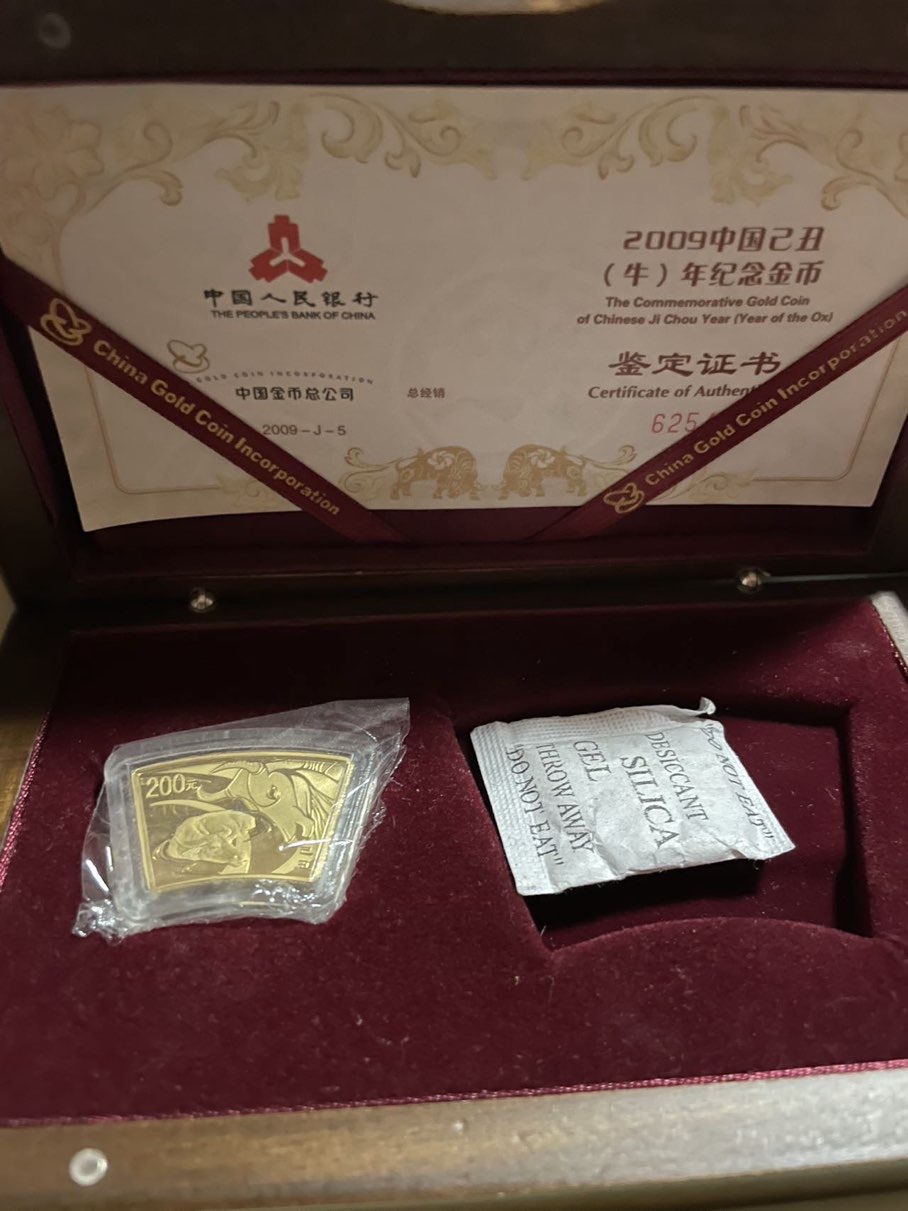 中国人民银行
THE PEOPLE'S BANK OF CHINA
GOLD COIN INCORPORATION
中国金币总公司
总经销
2009-J-5
2009中国己丑
(牛)年纪念金币
The Commemorative Gold Coin
of Chinese Ji Chou Year (Year of the Ox)
鉴定证书
Certificate of
625
China Gold Coin Incorporation
China Gold Coin Incorporation
200元
DESICCANT
SILICA
GEL
THROW AWAY
"DO NOT EAT"
NOT EAT"